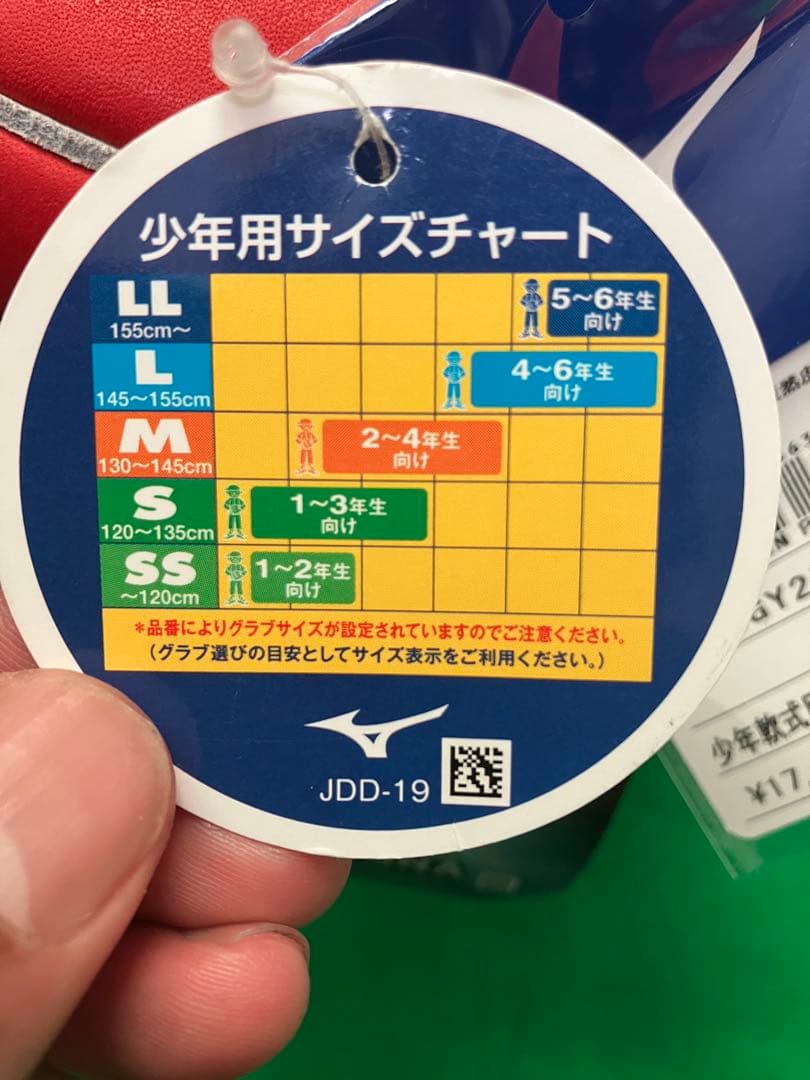 少年用サイズチャート
LL
155cm～
5～6年生
向け
L
145～155cm
4～6年生
向け
M
130～145cm
2～4年生
向け
S
120～135cm
1～3年生
向け
SS
～120cm
1～2年生
向け
*品番によりグラブサイズが設定されていますのでご注意ください。
(グラブ選びの目安としてサイズ表示をご利用ください。)
JDD-19
少年軟式
¥17